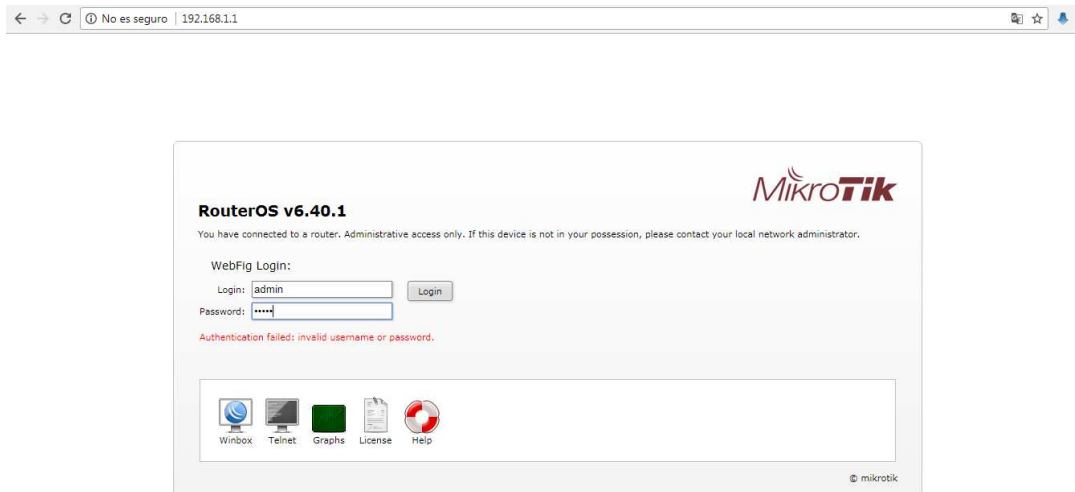 No es seguro | 192.168.1.1
MikroTik
RouterOS v6.40.1
You have connected to a router. Administrative access only. If this device is not in your possession, please contact your local network administrator.
WebFig Login:
Login: admin Login
Password: •••••
Authentication failed: invalid username or password.
Winbox Telnet Graphs License Help
© mikrotik